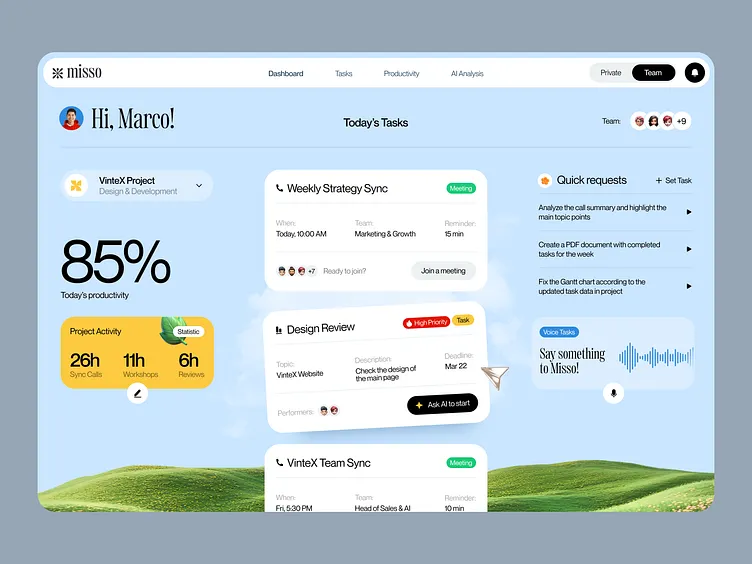 misso
Dashboard
Tasks
Productivity
AI Analysis
Private
Team
Hi, Marco!
Today's Tasks
Team:
+9
VinteX Project
Design & Development
85%
Today's productivity
Project Activity
Statistic
26h
11h
6h
Sync Calls
Workshops
Reviews
Weekly Strategy Sync
Meeting
When:
Team:
Reminder:
Today, 10:00 AM
Marketing & Growth
15 min
+7
Ready to join?
Join a meeting
Design Review
High Priority
Task
Topic:
Description:
Deadline:
VinteX Website
Check the design of
the main page
Mar 22
Performers:
Ask AI to start
VinteX Team Sync
Meeting
When:
Team:
Reminder:
Fri, 5:30 PM
Head of Sales & AI
10 min
Quick requests
+ Set Task
Analyze the call summary and highlight the
main topic points
Create a PDF document with completed
tasks for the week
Fix the Gantt chart according to the
updated task data in project
Voice Tasks
Say something
to Misso!